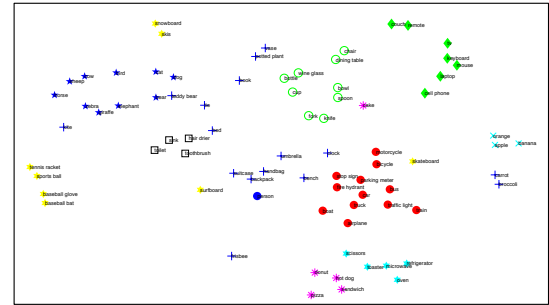 snowboard
skis
couch
remote
tv
vase
potted plant
chair
dining table
keyboard
mouse
cow
bird
cat
dog
sheep
book
bottle
wine glass
laptop
horse
bear
teddy bear
tie
cup
bowl
spoon
cell phone
zebra
elephant
giraffe
cake
fork
knife
kite
bed
orange
banana
apple
sink
hair drier
toilet
toothbrush
umbrella
clock
motorcycle
bicycle
skateboard
tennis racket
sports ball
suitcase
handbag
backpack
bench
stop sign
parking meter
carrot
broccoli
fire hydrant
bus
car
baseball glove
baseball bat
surfboard
person
truck
traffic light
boat
train
airplane
frisbee
scissors
toaster
microwave
refrigerator
oven
donut
hot dog
sandwich
pizza